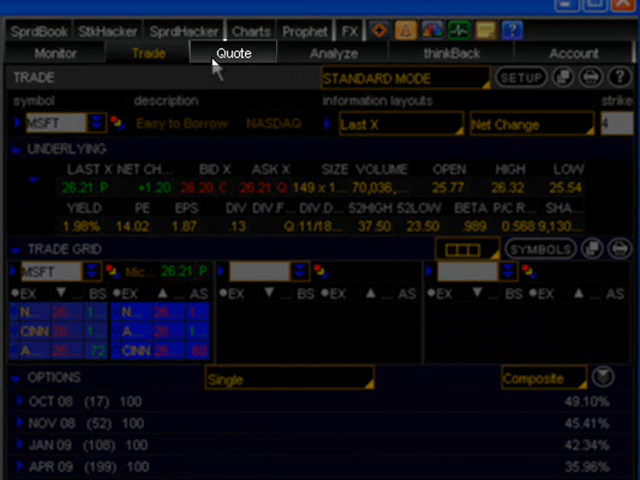 SprdBook StkHacker SprdHacker Charts Prophet FX
Monitor Trade Quote Analyze thinkBack Account
TRADE STANDARD MODE SETUP
symbol description information layouts strike
MSFT Easy to Borrow NASDAQ Last X Net Change 4
UNDERLYING
LAST X NET CH... BID X ASK X SIZE VOLUME OPEN HIGH LOW
26.21 P +1.20 26.20 C 26.21 Q 149 x 1... 70,036,... 25.77 26.32 25.54
YIELD PE EPS DIV DIV.F... DIV.D... 52HIGH 52LOW BETA P/C R... SHA...
1.98% 14.02 1.87 .13 Q 11/18... 37.50 23.50 .989 0.568 9,130...
TRADE GRID SYMBOLS
MSFT Mic... 26.21 P
EX ... BS EX ... AS EX ... BS EX ... AS EX ... BS EX ... AS
N... 26... 1... N... 26... 1...
CINN 26... 1... A... 26... 1...
A... 26... 72 CINN 26... 60
OPTIONS Single Composite
OCT 08 (17) 100 49.10%
NOV 08 (52) 100 45.41%
JAN 09 (108) 100 42.34%
APR 09 (199) 100 35.96%